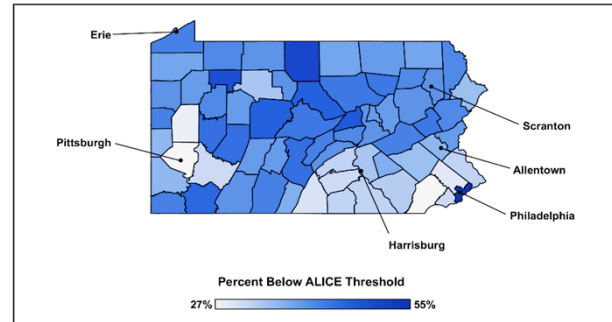 Erie
Scranton
Pittsburgh
Allentown
Philadelphia
Harrisburg
Percent Below ALICE Threshold
27% 55%